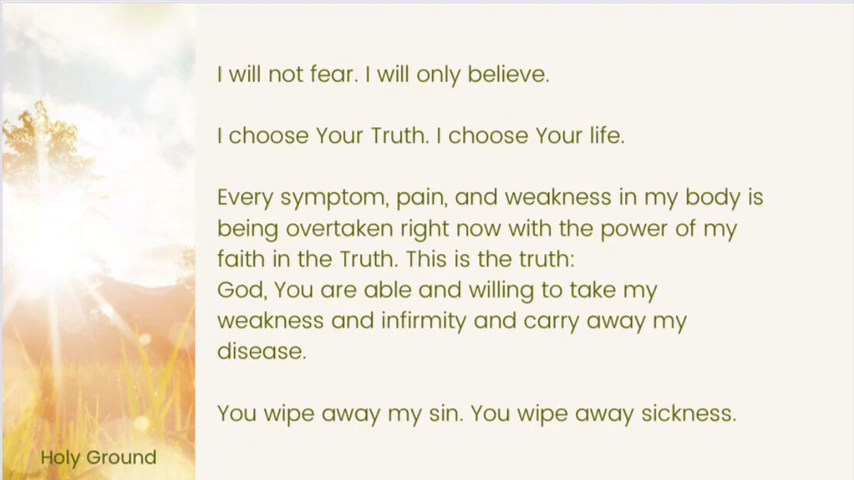 I will not fear. I will only believe.
I choose Your Truth. I choose Your life.
Every symptom, pain, and weakness in my body is
being overtaken right now with the power of my
faith in the Truth. This is the truth:
God, You are able and willing to take my
weakness and infirmity and carry away my
disease.
You wipe away my sin. You wipe away sickness.
Holy Ground